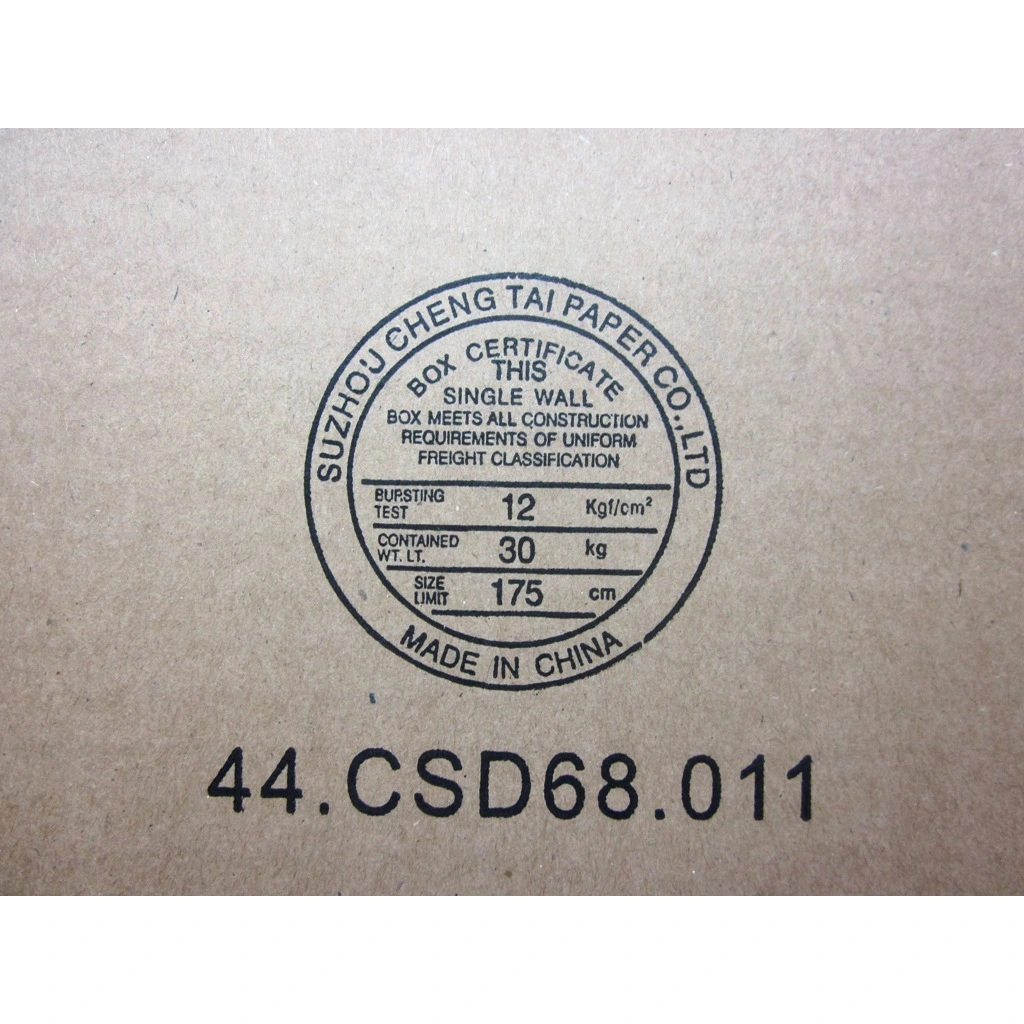 SUZHOU CHENG TAI PAPER CO.,LTD
BOX CERTIFICATE
THIS
SINGLE WALL
BOX MEETS ALL CONSTRUCTION
REQUIREMENTS OF UNIFORM
FREIGHT CLASSIFICATION
BURSTING TEST 12 Kgf/cm²
CONTAINED WT. LT. 30 kg
SIZE LIMIT 175 cm
MADE IN CHINA
44.CSD68.011